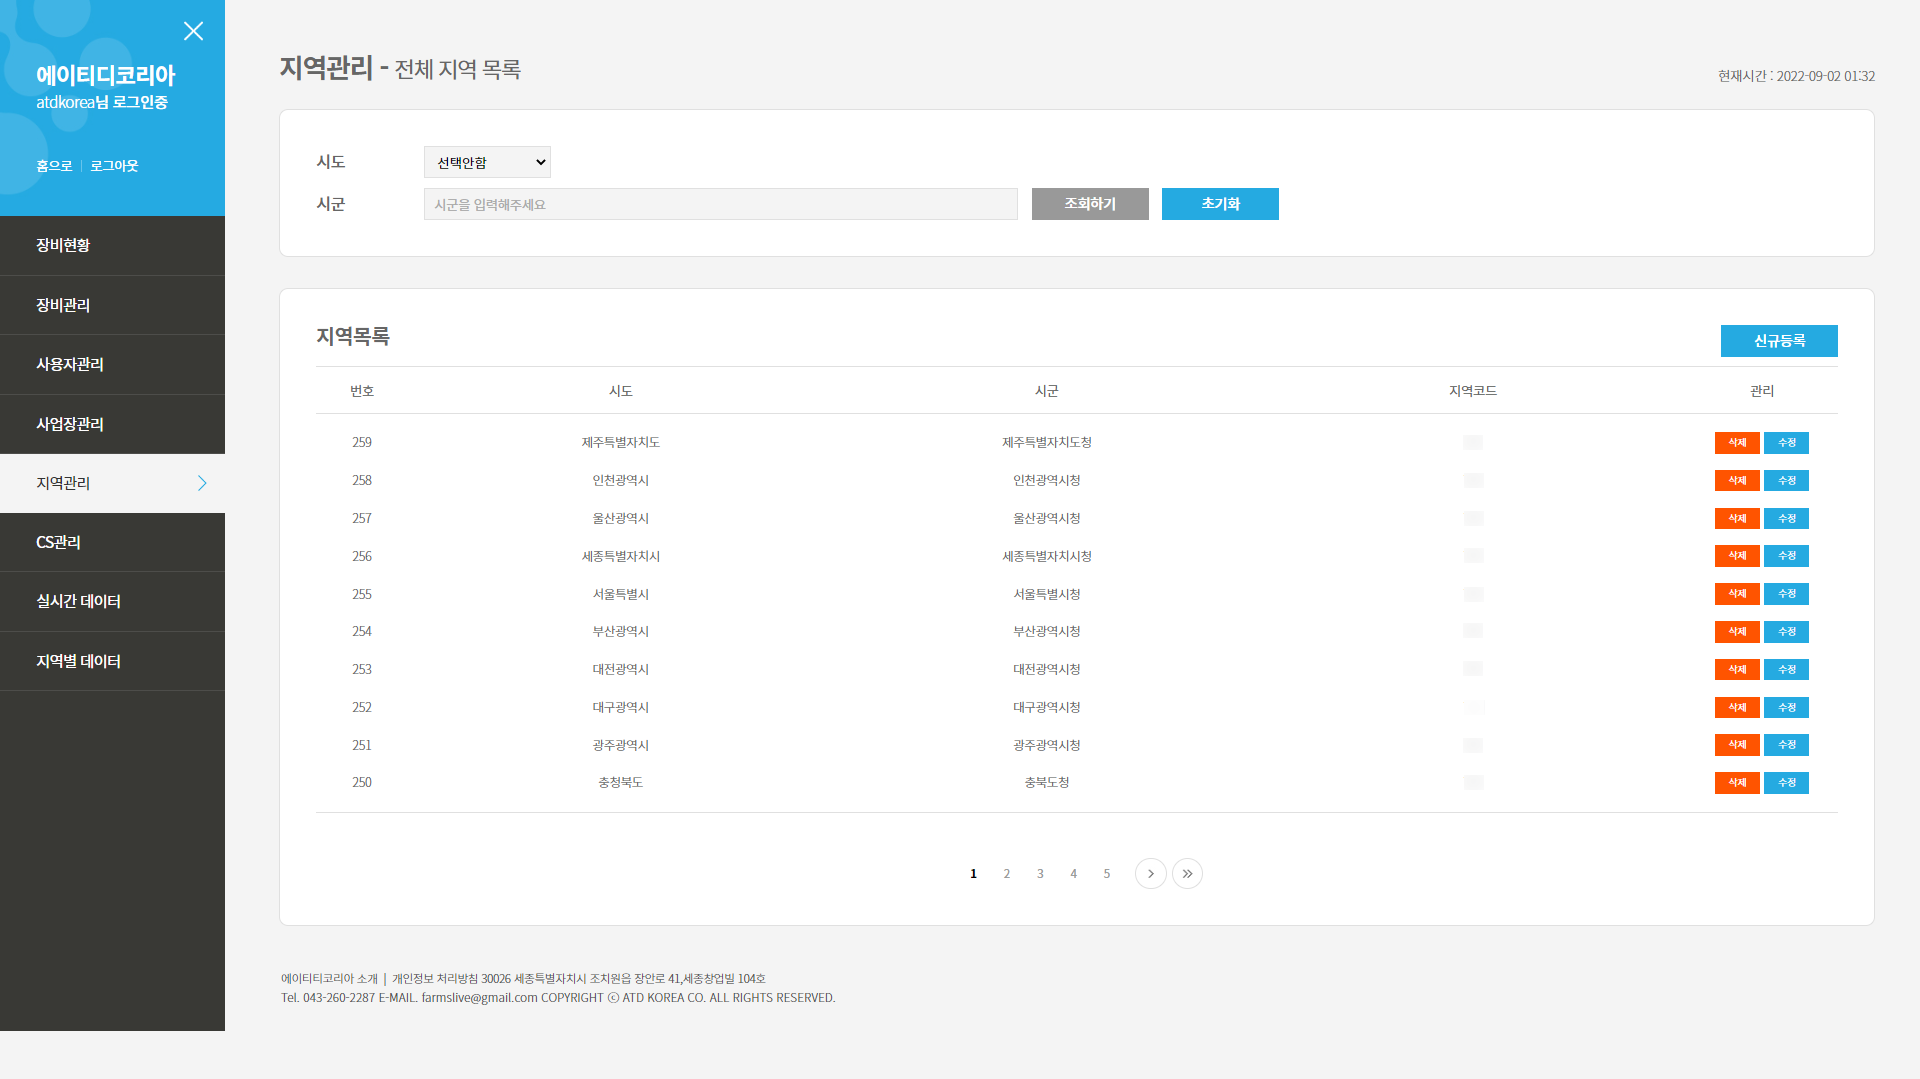 에이티디코리아
atdkorea님 로그인중
홈으로 로그아웃
장비현황
장비관리
사용자관리
사업장관리
지역관리
CS관리
실시간 데이터
지역별 데이터
지역관리 - 전체 지역 목록
현재시간 : 2022-09-02 01:32
시도 선택안함
시군 시군을 입력해주세요 조회하기 초기화
지역목록 신규등록
번호 시도 시군 지역코드 관리
259 제주특별자치도 제주특별자치도청 삭제 수정
258 인천광역시 인천광역시청 삭제 수정
257 울산광역시 울산광역시청 삭제 수정
256 세종특별자치시 세종특별자치시청 삭제 수정
255 서울특별시 서울특별시청 삭제 수정
254 부산광역시 부산광역시청 삭제 수정
253 대전광역시 대전광역시청 삭제 수정
252 대구광역시 대구광역시청 삭제 수정
251 광주광역시 광주광역시청 삭제 수정
250 충청북도 충북도청 삭제 수정
1 2 3 4 5
에이티티코리아 소개 | 개인정보 처리방침 30026 세종특별자치시 조치원읍 장안로 41,세종창업빌 104호
Tel. 043-260-2287 E-MAIL. farmslive@gmail.com COPYRIGHT ⓒ ATD KOREA CO. ALL RIGHTS RESERVED.